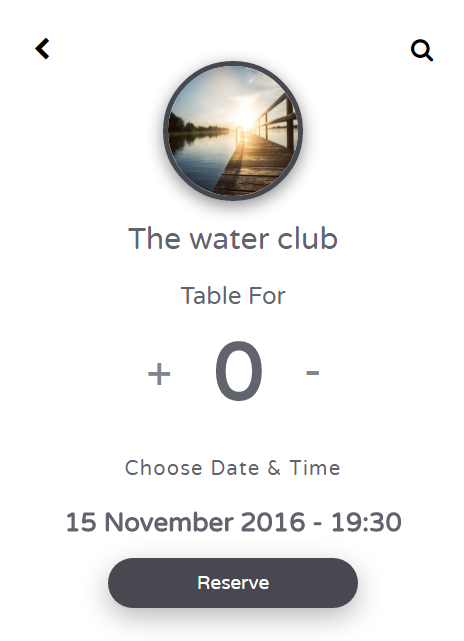 The water club
Table For
+ 0 -
Choose Date & Time
15 November 2016 - 19:30
Reserve